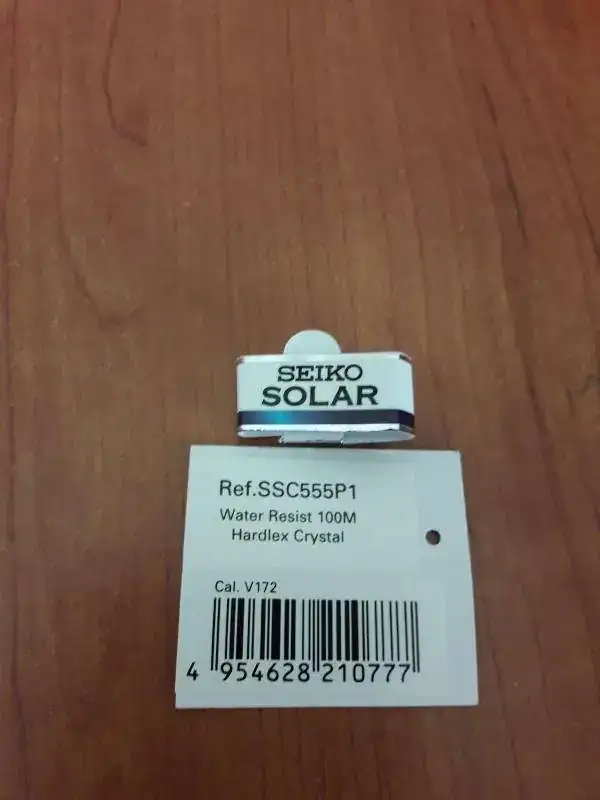 SEIKO
SOLAR
Ref.SSC555P1
Water Resist 100M
Hardlex Crystal
Cal. V172
4 954628 210777